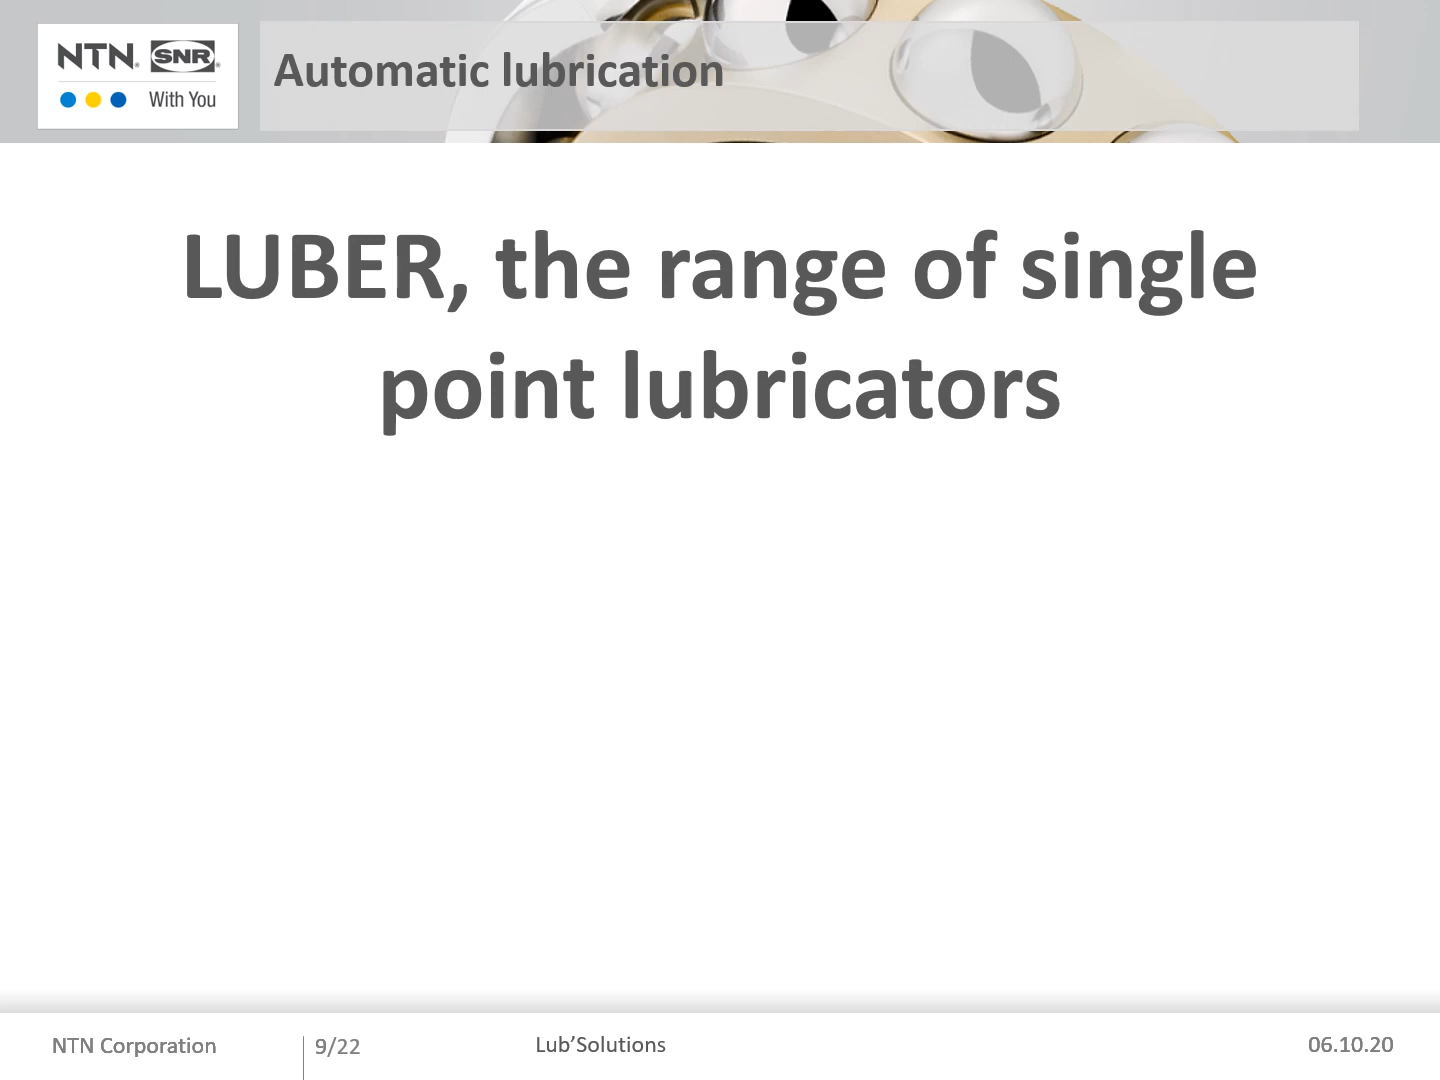 NTN. SNR®
With You
Automatic lubrication
LUBER, the range of single
point lubricators
NTN Corporation
9/22
Lub’Solutions
06.10.20